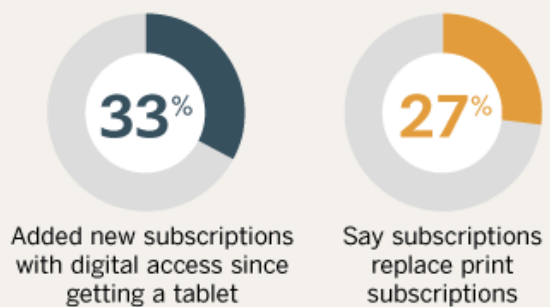 33%
Added new subscriptions
with digital access since
getting a tablet
27%
Say subscriptions
replace print
subscriptions